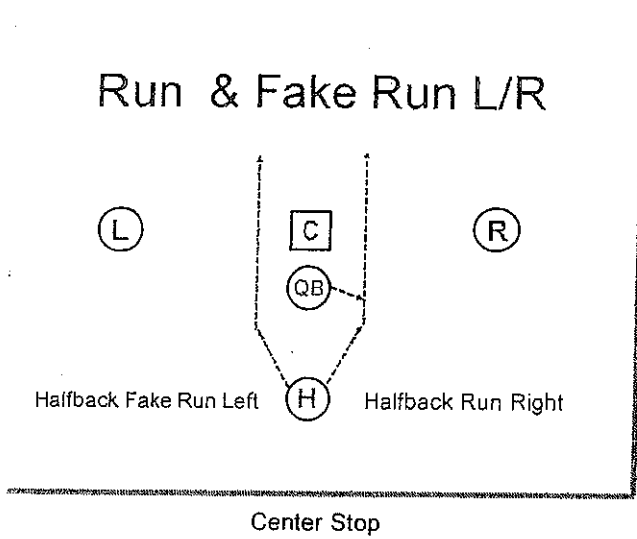 Run & Fake Run L/R
L C R
QB
Halfback Fake Run Left H Halfback Run Right
Center Stop